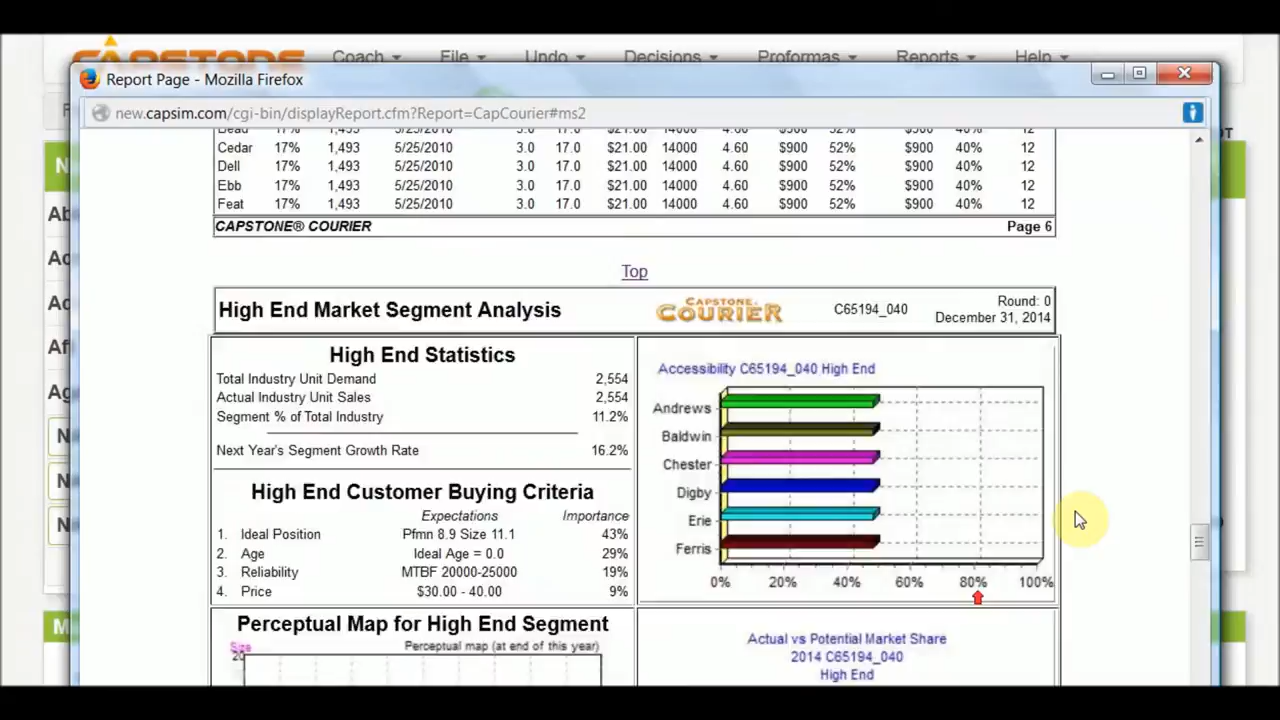 CAPSTONE Coach File Undo Decisions Proformas Reports Help
Report Page - Mozilla Firefox
new.capsim.com/cgi-bin/displayReport.cfm?Report=CapCourier#ms2
Cedar 17% 1,493 5/25/2010 3.0 17.0 $21.00 14000 4.60 $900 52% $900 40% 12
Dell 17% 1,493 5/25/2010 3.0 17.0 $21.00 14000 4.60 $900 52% $900 40% 12
Ebb 17% 1,493 5/25/2010 3.0 17.0 $21.00 14000 4.60 $900 52% $900 40% 12
Feat 17% 1,493 5/25/2010 3.0 17.0 $21.00 14000 4.60 $900 52% $900 40% 12
CAPSTONE® COURIER Page 6
Top
High End Market Segment Analysis
CAPSTONE
COURIER
C65194_040
Round: 0
December 31, 2014
High End Statistics
Total Industry Unit Demand 2,554
Actual Industry Unit Sales 2,554
Segment % of Total Industry 11.2%
Next Year's Segment Growth Rate 16.2%
High End Customer Buying Criteria
Expectations Importance
1. Ideal Position Pfmn 8.9 Size 11.1 43%
2. Age Ideal Age = 0.0 29%
3. Reliability MTBF 20000-25000 19%
4. Price $30.00 - 40.00 9%
Accessibility C65194_040 High End
Andrews
Baldwin
Chester
Digby
Erie
Ferris
0% 20% 40% 60% 80% 100%
Perceptual Map for High End Segment
Size Perceptual map (at end of this year)
20
Actual vs Potential Market Share
2014 C65194_040
High End